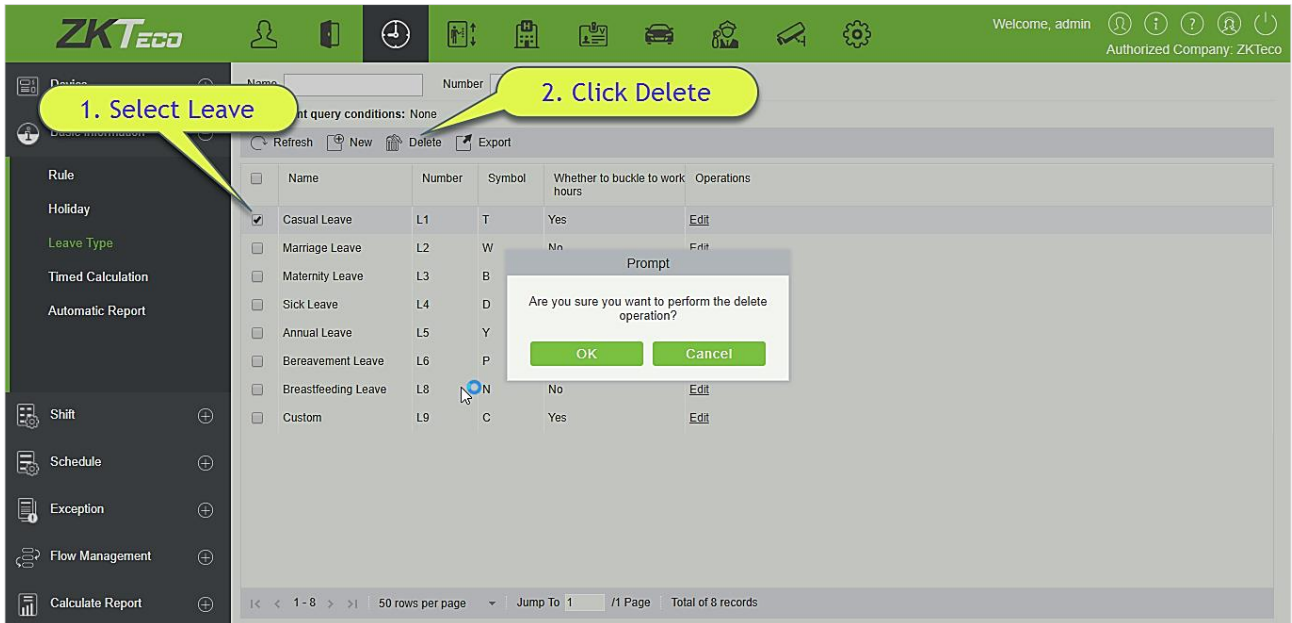 ZKTeco
Welcome, admin
Authorized Company: ZKTeco
Device
Name
Number
1. Select Leave
2. Click Delete
nt query conditions: None
Basic Information
Refresh New Delete Export
Rule
Holiday
Leave Type
Timed Calculation
Automatic Report
Name Number Symbol Whether to buckle to work hours Operations
Casual Leave L1 T Yes Edit
Marriage Leave L2 W No Edit
Maternity Leave L3 B
Sick Leave L4 D
Annual Leave L5 Y
Bereavement Leave L6 P
Breastfeeding Leave L8 N No Edit
Custom L9 C Yes Edit
Prompt
Are you sure you want to perform the delete
operation?
OK Cancel
Shift
Schedule
Exception
Flow Management
Calculate Report
1 - 8 50 rows per page Jump To 1 /1 Page Total of 8 records